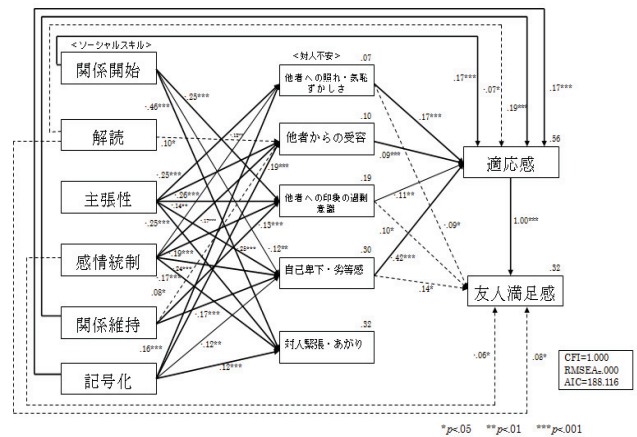 <ソーシャルスキル>
関係開始
解読
主張性
感情統制
関係維持
記号化
<対人不安>
.07
他者への照れ・気恥
ずかしさ
.10
他者からの受容
.19
他者への印象の過剰
意識
.30
自己卑下・劣等感
.32
対人緊張・あがり
-.46***
-.25***
.10*
.19***
-.25***
-.26***
-.14**
-.25***
-.13***
-.12**
-.19***
-.17***
.08*
-.17***
.16***
-.12**
-.12***
.17***
-.07*
.19***
.17***
.17***
.09***
-.11**
-.09*
.10*
-.42***
-.14*
.56
適応感
1.00***
.32
友人満足感
-.06*
.08*
CFI=1.000
RMSEA=.000
AIC=188.116
*p<.05 **p<.01 ***p<.001